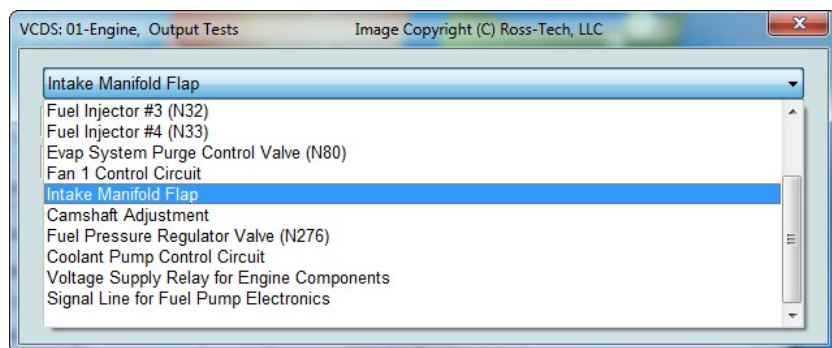 VCDS: 01-Engine, Output Tests Image Copyright (C) Ross-Tech, LLC
Intake Manifold Flap
Fuel Injector #3 (N32)
Fuel Injector #4 (N33)
Evap System Purge Control Valve (N80)
Fan 1 Control Circuit
Intake Manifold Flap
Camshaft Adjustment
Fuel Pressure Regulator Valve (N276)
Coolant Pump Control Circuit
Voltage Supply Relay for Engine Components
Signal Line for Fuel Pump Electronics